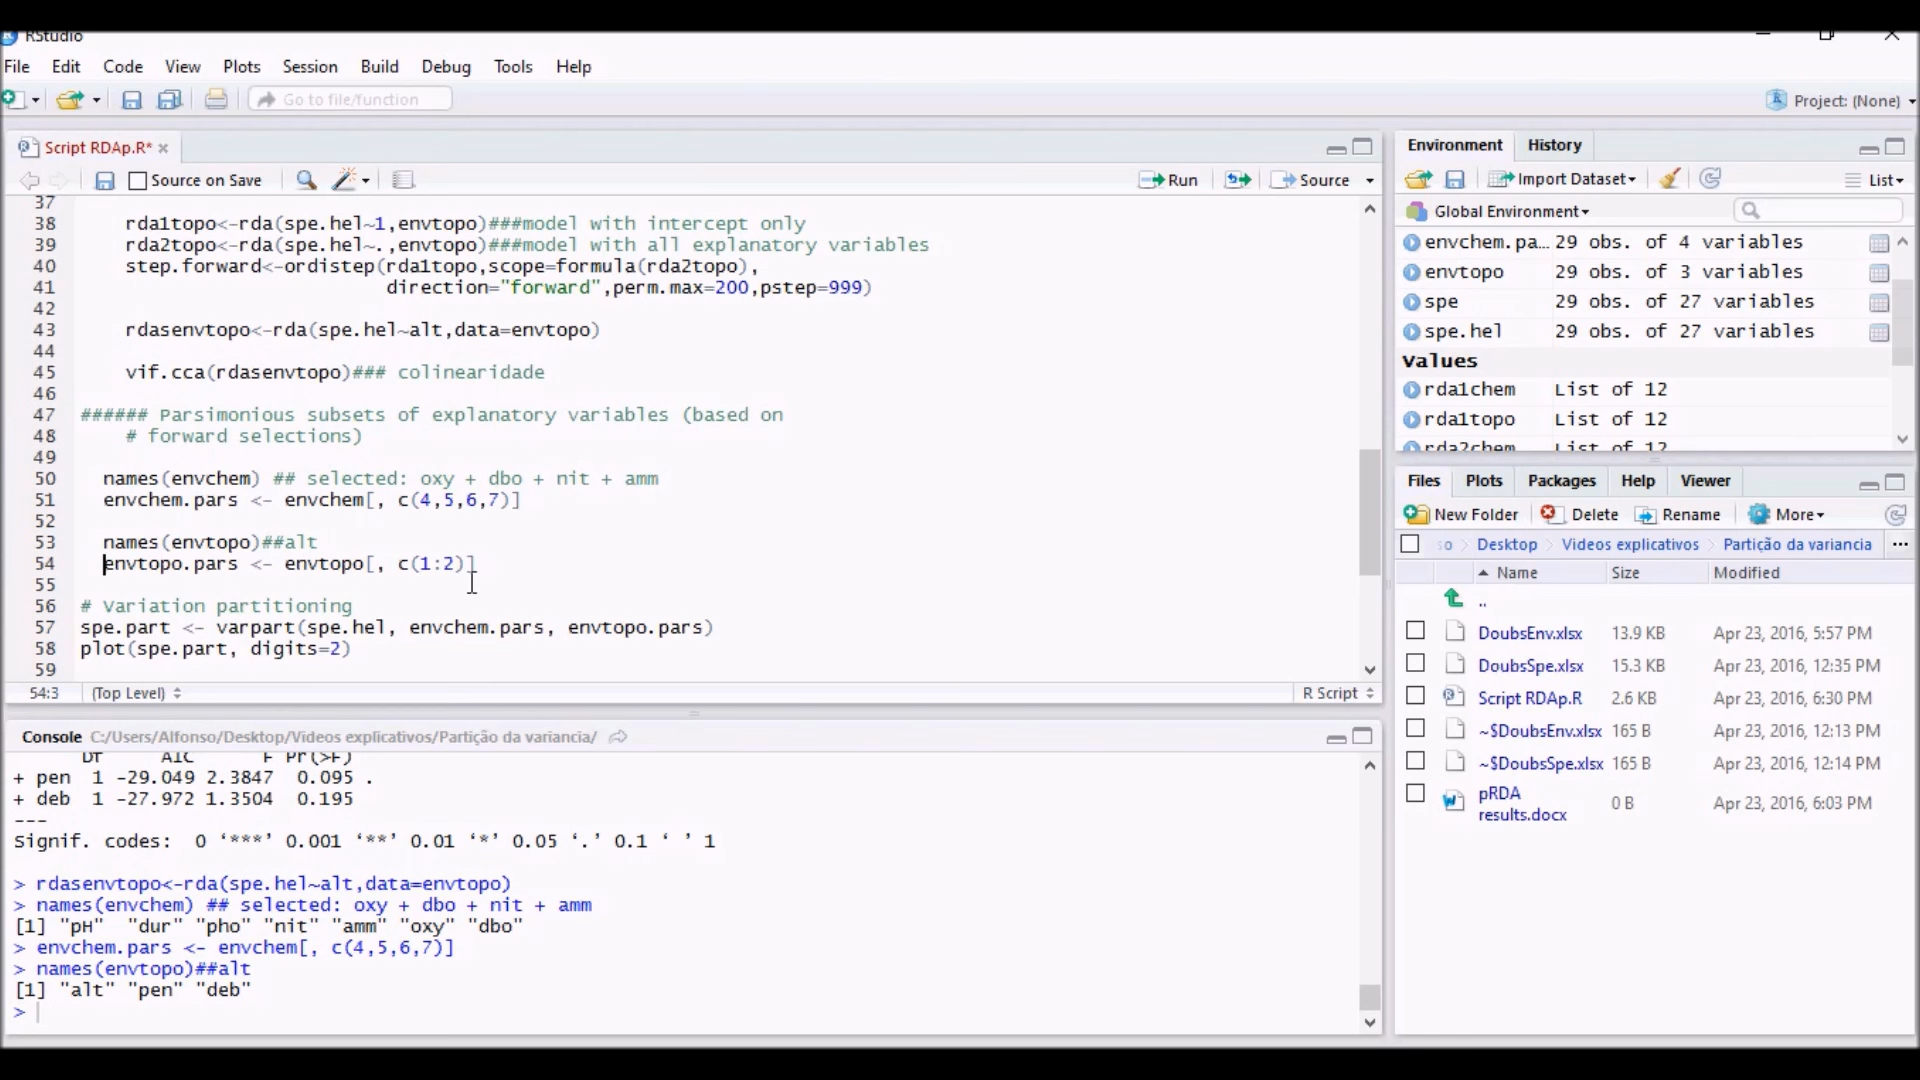 RStudio
File Edit Code View Plots Session Build Debug Tools Help
Go to file/function
Project: (None)
Script RDAp.R*
Source on Save
Run
Source
37
38 rda1topo<-rda(spe.hel~1,envtopo)###model with intercept only
39 rda2topo<-rda(spe.hel~.,envtopo)###model with all explanatory variables
40 step.forward<-ordistep(rda1topo,scope=formula(rda2topo),
41 direction="forward",perm.max=200,pstep=999)
42
43 rdasenvtopo<-rda(spe.hel~alt,data=envtopo)
44
45 vif.cca(rdasenvtopo)### colinearidade
46
47 ###### Parsimonious subsets of explanatory variables (based on
48 # forward selections)
49
50 names(envchem) ## selected: oxy + dbo + nit + amm
51 envchem.pars <- envchem[, c(4,5,6,7)]
52
53 names(envtopo)##alt
54 envtopo.pars <- envtopo[, c(1:2)]
55
56 # Variation partitioning
57 spe.part <- varpart(spe.hel, envchem.pars, envtopo.pars)
58 plot(spe.part, digits=2)
59
54:3 (Top Level) R Script
Console C:/Users/Alfonso/Desktop/Videos explicativos/Partição da variancia/
Df AIC F Pr(>F)
+ pen 1 -29.049 2.3847 0.095 .
+ deb 1 -27.972 1.3504 0.195
---
Signif. codes: 0 ‘***’ 0.001 ‘**’ 0.01 ‘*’ 0.05 ‘.’ 0.1 ‘ ’ 1
> rdasenvtopo<-rda(spe.hel~alt,data=envtopo)
> names(envchem) ## selected: oxy + dbo + nit + amm
[1] "pH" "dur" "pho" "nit" "amm" "oxy" "dbo"
> envchem.pars <- envchem[, c(4,5,6,7)]
> names(envtopo)##alt
[1] "alt" "pen" "deb"
>
Environment History
Import Dataset
List
Global Environment
envchem.pa… 29 obs. of 4 variables
envtopo 29 obs. of 3 variables
spe 29 obs. of 27 variables
spe.hel 29 obs. of 27 variables
Values
rda1chem List of 12
rda1topo List of 12
rda2chem List of 12
Files Plots Packages Help Viewer
New Folder Delete Rename More
so Desktop Videos explicativos Partição da variancia ...
Name Size Modified
..
DoubsEnv.xlsx 13.9 KB Apr 23, 2016, 5:57 PM
DoubsSpe.xlsx 15.3 KB Apr 23, 2016, 12:35 PM
Script RDAp.R 2.6 KB Apr 23, 2016, 6:30 PM
~$DoubsEnv.xlsx 165 B Apr 23, 2016, 12:13 PM
~$DoubsSpe.xlsx 165 B Apr 23, 2016, 12:14 PM
pRDA
results.docx 0 B Apr 23, 2016, 6:03 PM